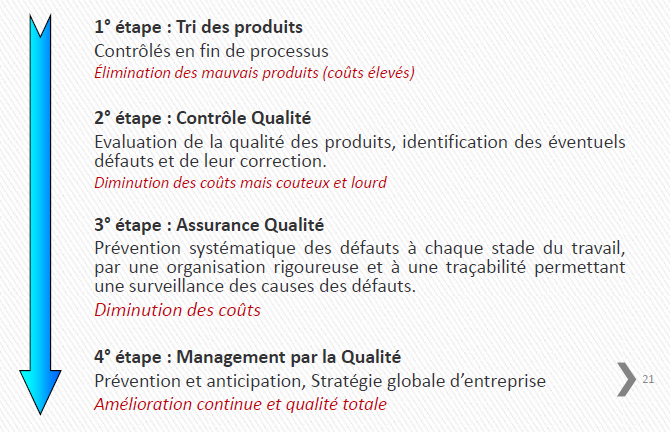 1° étape : Tri des produits
Contrôlés en fin de processus
Élimination des mauvais produits (coûts élevés)
2° étape : Contrôle Qualité
Evaluation de la qualité des produits, identification des éventuels
défauts et de leur correction.
Diminution des coûts mais couteux et lourd
3° étape : Assurance Qualité
Prévention systématique des défauts à chaque stade du travail,
par une organisation rigoureuse et à une traçabilité permettant
une surveillance des causes des défauts.
Diminution des coûts
4° étape : Management par la Qualité
Prévention et anticipation, Stratégie globale d’entreprise
Amélioration continue et qualité totale
21